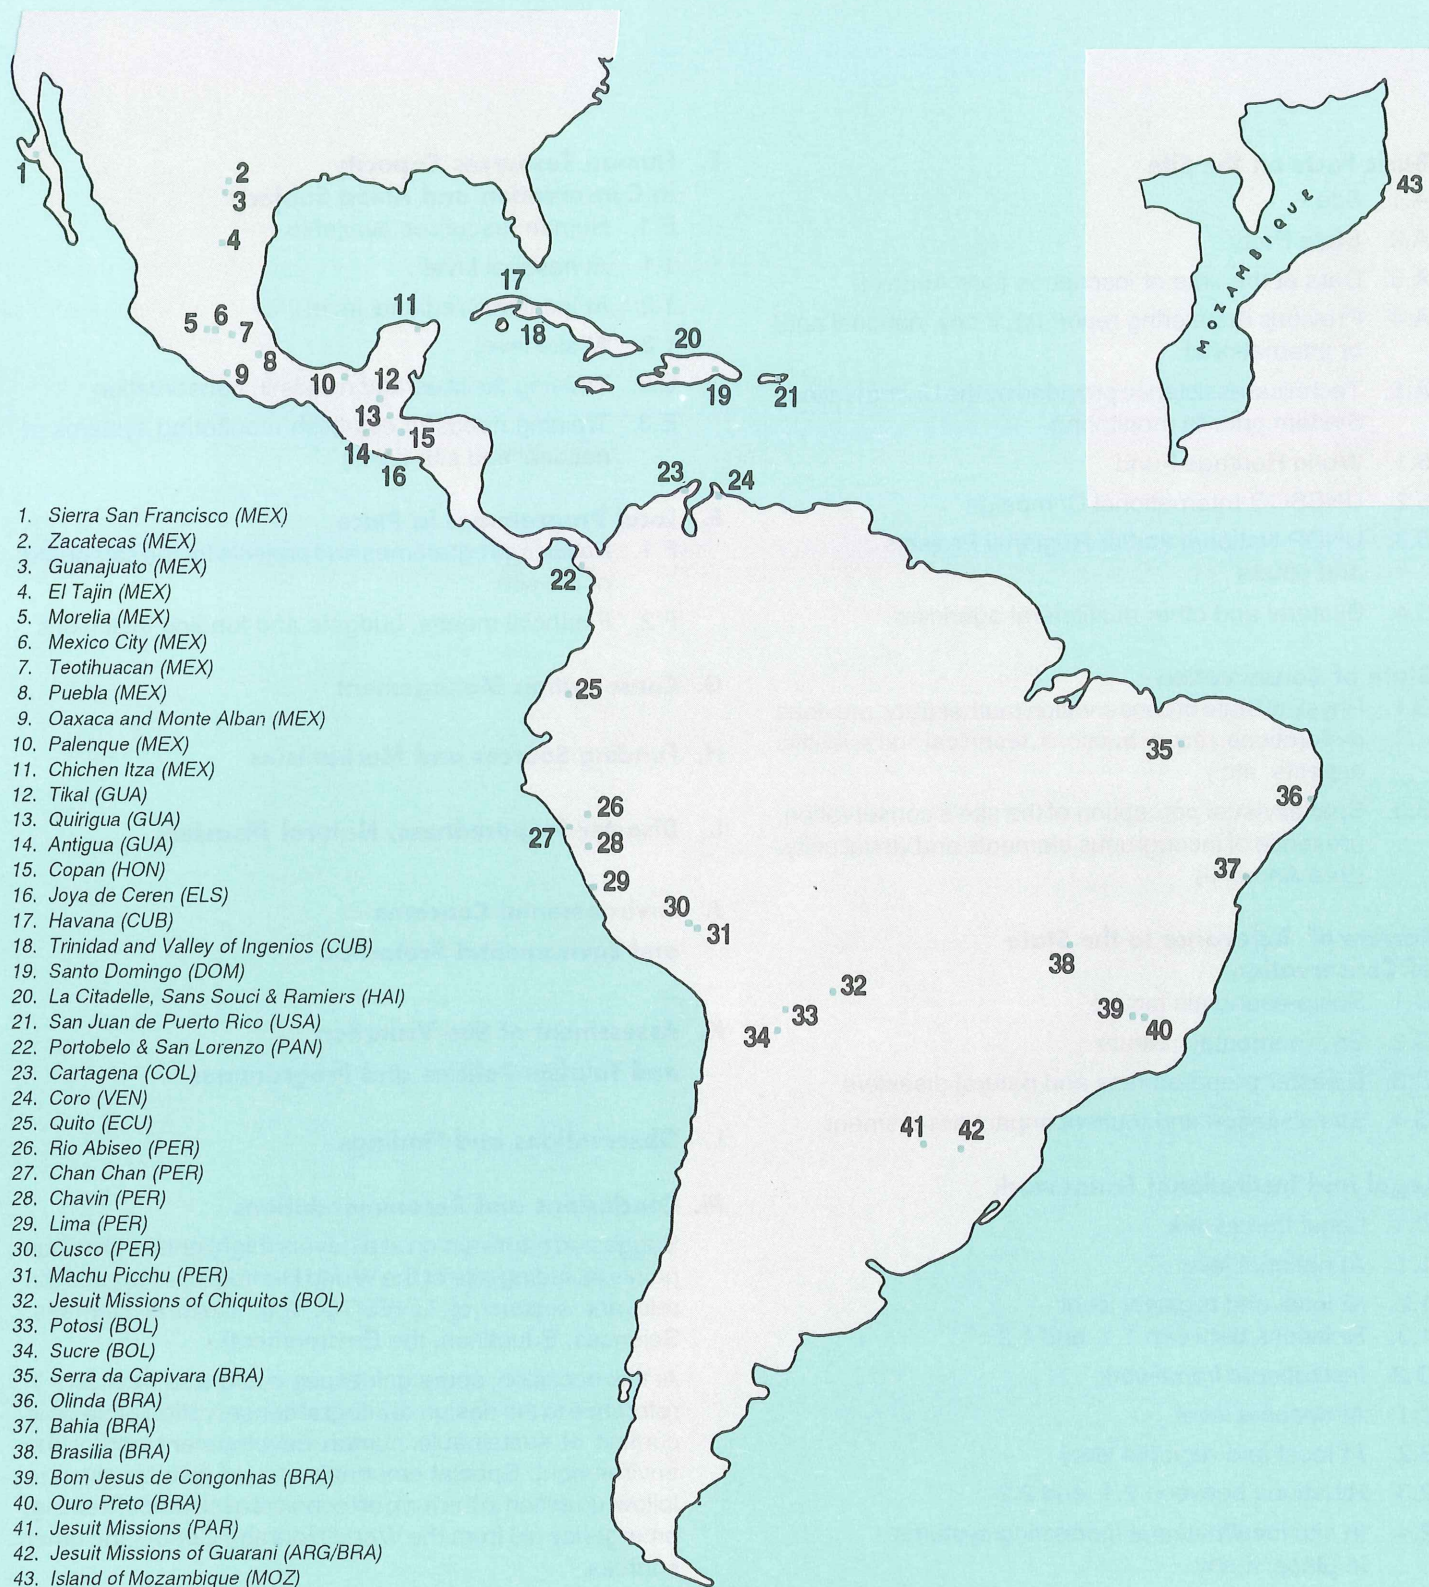 1
2
3
4
5
6
7
8
9
10
11
12
13
14
15
16
17
18
19
20
21
22
23
24
25
26
27
28
29
30
31
32
33
34
35
36
37
38
39
40
41
42
43
MOZAMBIQUE
1. Sierra San Francisco (MEX)
2. Zacatecas (MEX)
3. Guanajuato (MEX)
4. El Tajin (MEX)
5. Morelia (MEX)
6. Mexico City (MEX)
7. Teotihuacan (MEX)
8. Puebla (MEX)
9. Oaxaca and Monte Alban (MEX)
10. Palenque (MEX)
11. Chichen Itza (MEX)
12. Tikal (GUA)
13. Quirigua (GUA)
14. Antigua (GUA)
15. Copan (HON)
16. Joya de Ceren (ELS)
17. Havana (CUB)
18. Trinidad and Valley of Ingenios (CUB)
19. Santo Domingo (DOM)
20. La Citadelle, Sans Souci & Ramiers (HAI)
21. San Juan de Puerto Rico (USA)
22. Portobelo & San Lorenzo (PAN)
23. Cartagena (COL)
24. Coro (VEN)
25. Quito (ECU)
26. Rio Abiseo (PER)
27. Chan Chan (PER)
28. Chavin (PER)
29. Lima (PER)
30. Cusco (PER)
31. Machu Picchu (PER)
32. Jesuit Missions of Chiquitos (BOL)
33. Potosi (BOL)
34. Sucre (BOL)
35. Serra da Capivara (BRA)
36. Olinda (BRA)
37. Bahia (BRA)
38. Brasilia (BRA)
39. Bom Jesus de Congonhas (BRA)
40. Ouro Preto (BRA)
41. Jesuit Missions (PAR)
42. Jesuit Missions of Guarani (ARG/BRA)
43. Island of Mozambique (MOZ)